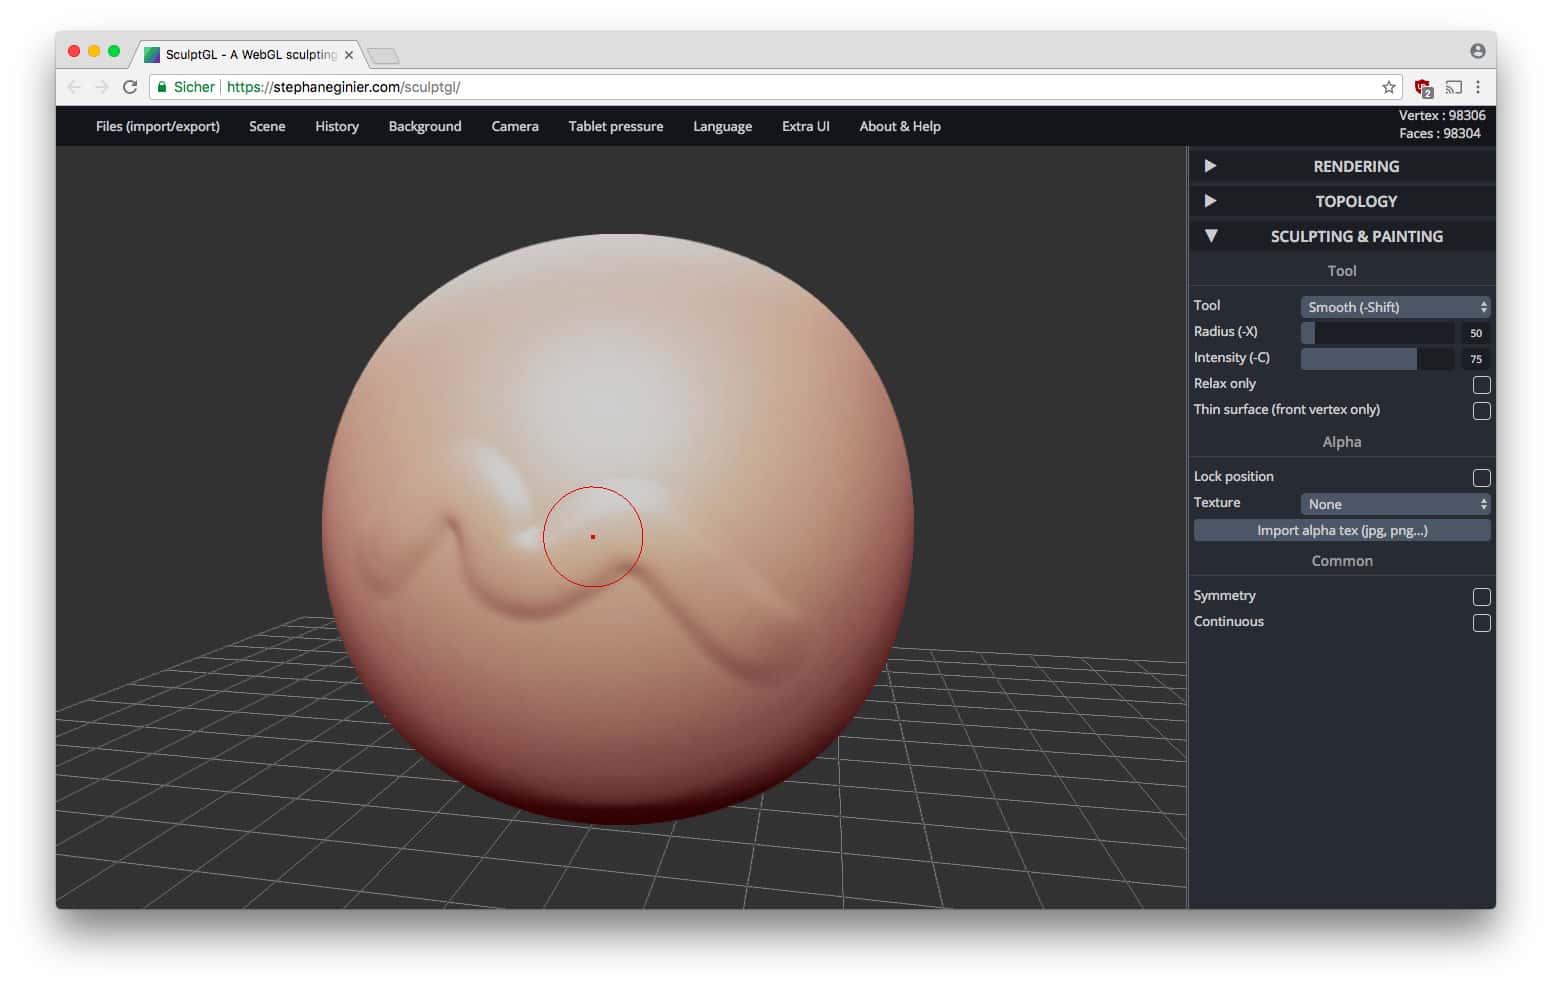 SculptGL - A WebGL sculpting
Sicher https://stephaneginier.com/sculptgl/
2
Files (import/export) Scene History Background Camera Tablet pressure Language Extra UI About & Help
Vertex : 98306
Faces : 98304
RENDERING
TOPOLOGY
SCULPTING & PAINTING
Tool
Tool Smooth (-Shift)
Radius (-X) 50
Intensity (-C) 75
Relax only
Thin surface (front vertex only)
Alpha
Lock position
Texture None
Import alpha tex (jpg, png...)
Common
Symmetry
Continuous